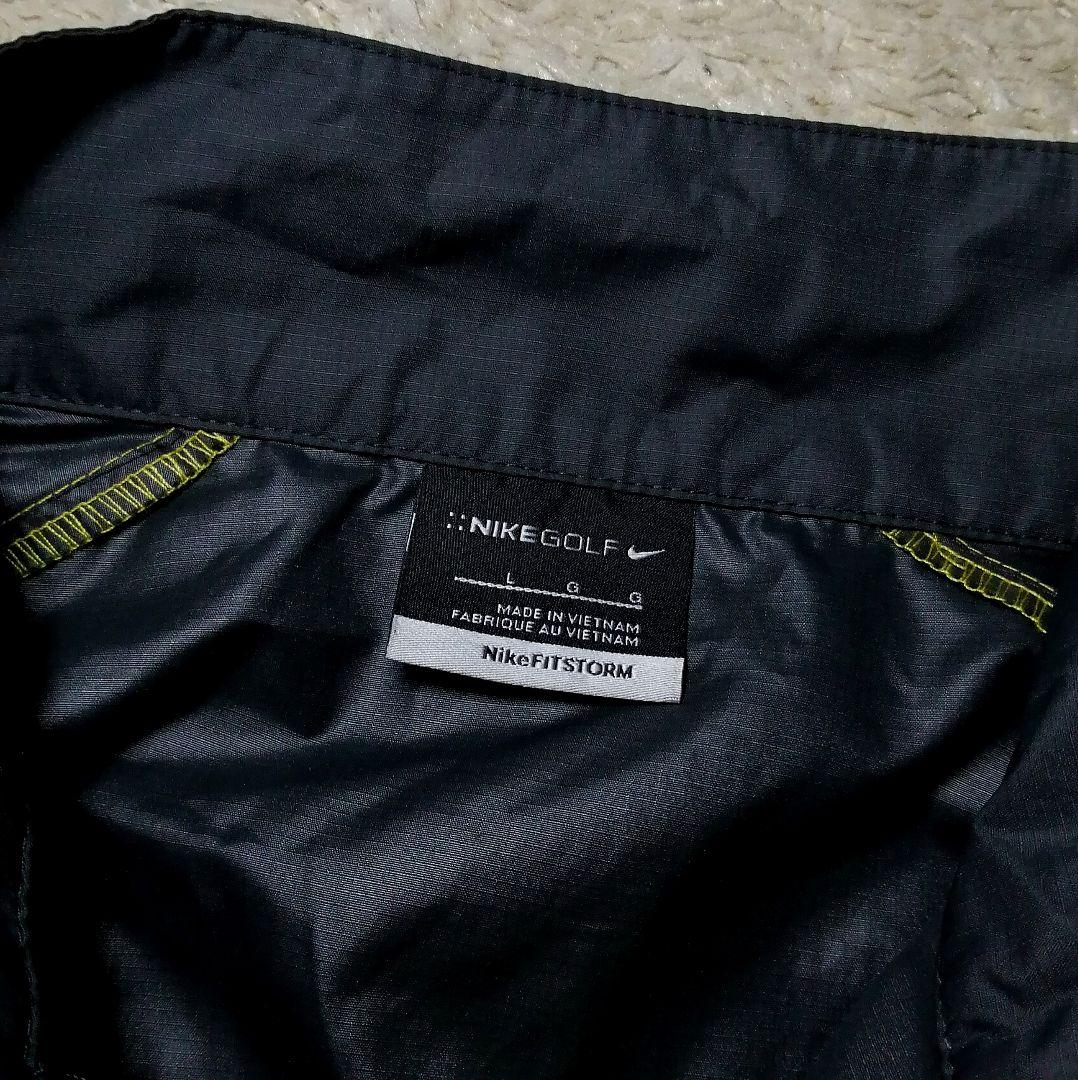 NIKEGOLF
L G G
MADE IN VIETNAM
FABRIQUE AU VIETNAM
NikeFITSTORM